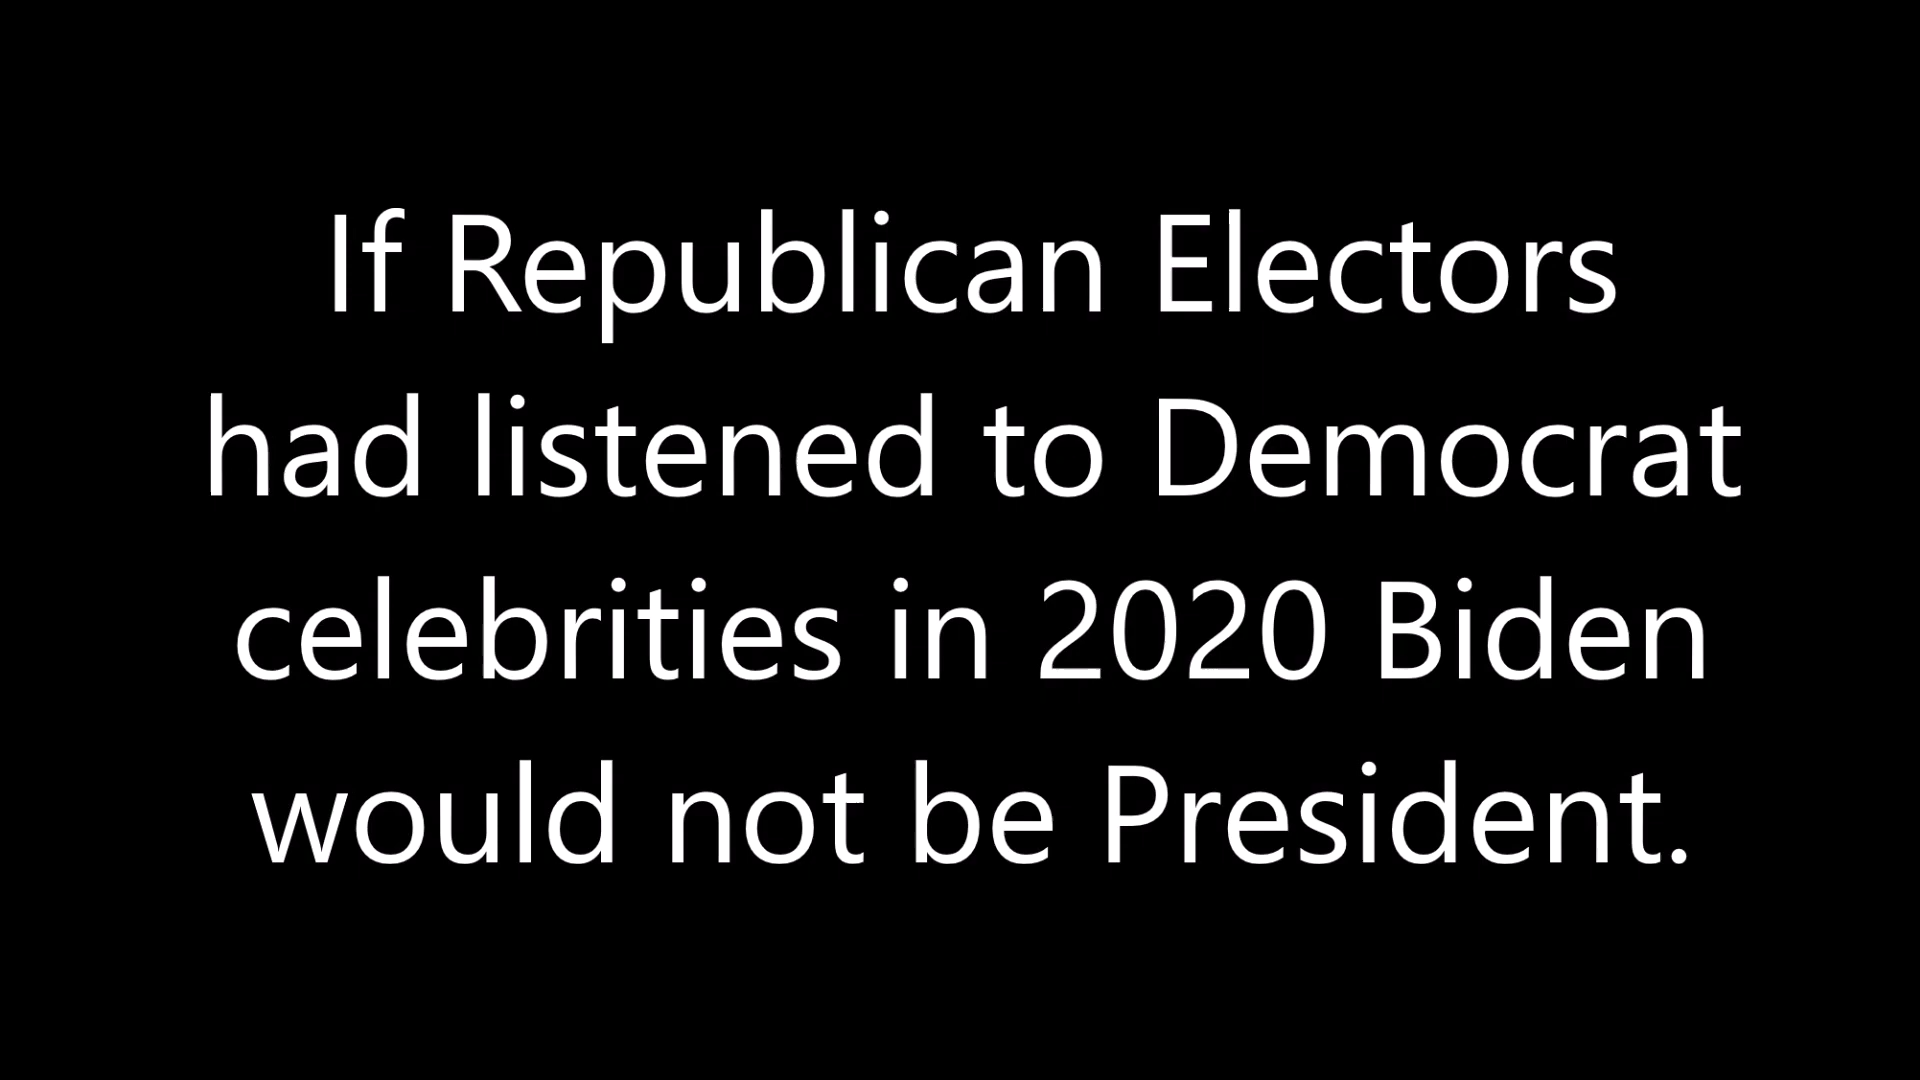 If Republican Electors
had listened to Democrat
celebrities in 2020 Biden
would not be President.